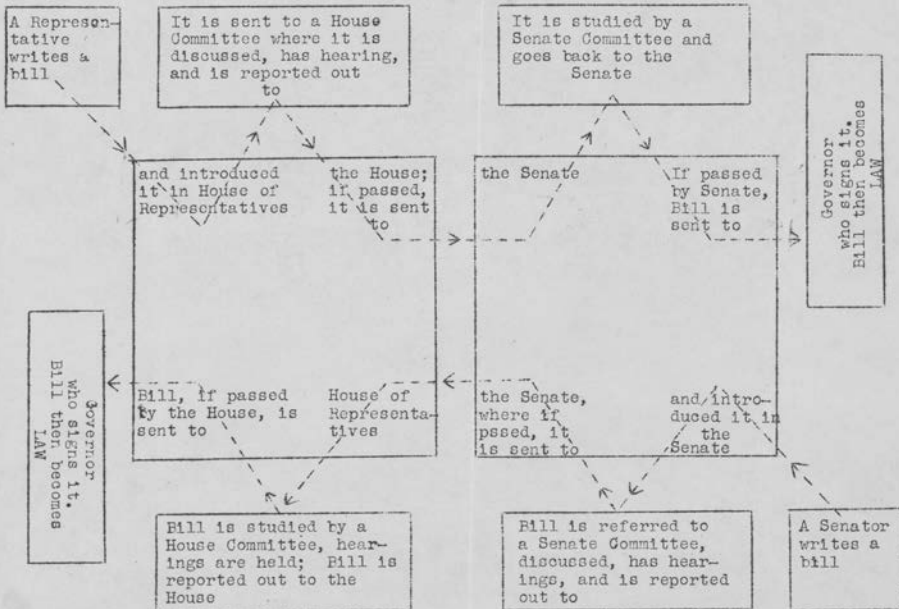 A Represen-
tative
writes a
bill
It is sent to a House
Committee where it is
discussed, has hearing,
and is reported out
to
It is studied by a
Senate Committee and
goes back to the
Senate
and introduced
it in House of
Representatives
the House;
if passed,
it is sent
to
the Senate
If passed
by Senate,
Bill is
sent to
Governor
who signs it.
Bill then becomes
LAW
Governor
who signs it.
Bill then becomes
LAW
Bill, if passed
by the House, is
sent to
House of
Representa-
tives
the Senate,
where if
pssed, it
is sent to
and intro-
duced it in
the
Senate
Bill is studied by a
House Committee, hear-
ings are held; Bill is
reported out to the
House
Bill is referred to
a Senate Committee,
discussed, has hear-
ings, and is reported
out to
A Senator
writes a
bill